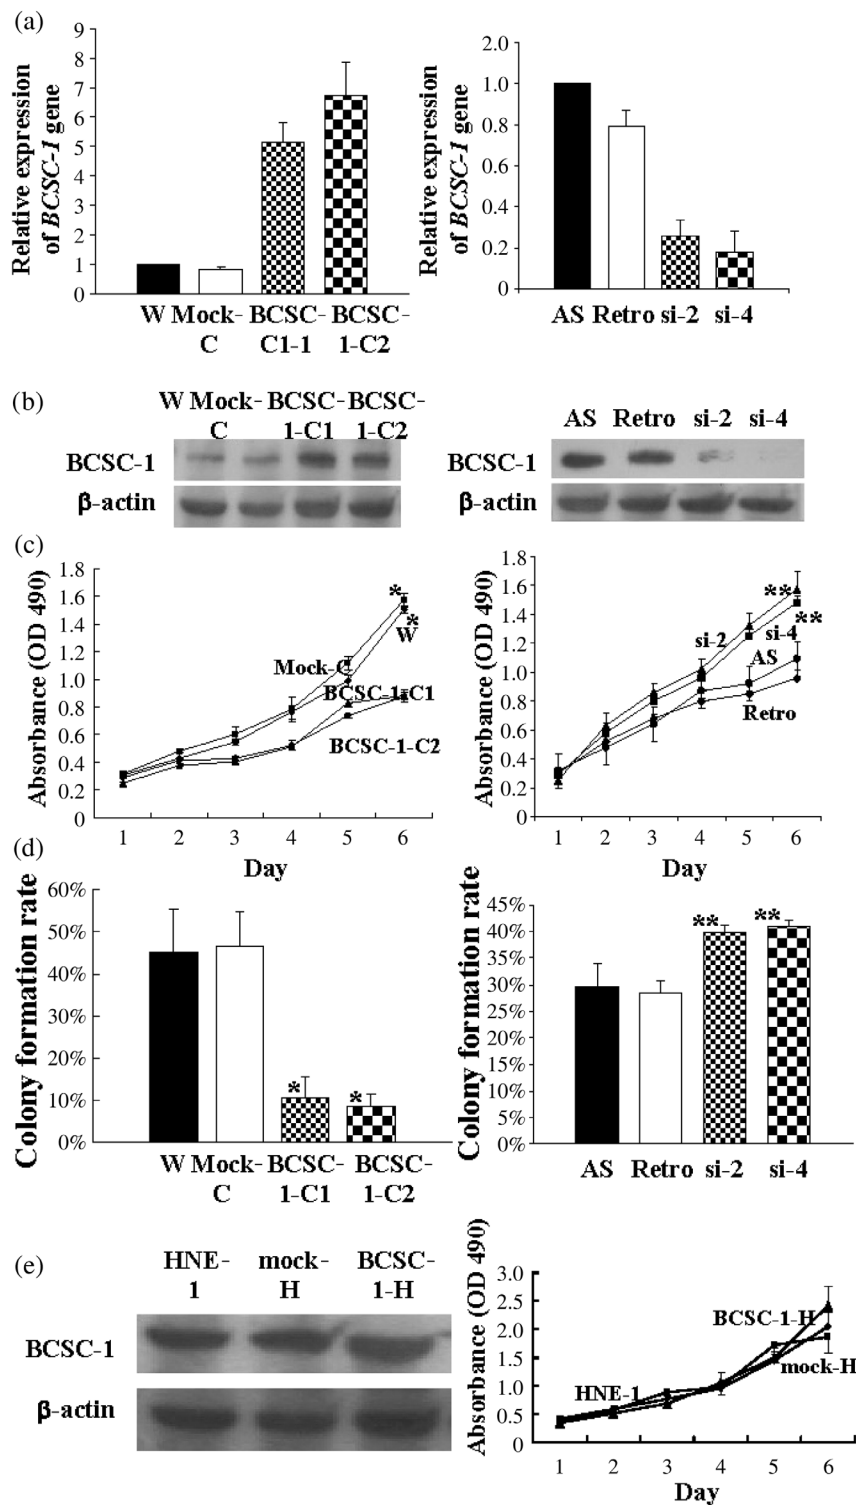 (a)
Relative expression
of BCSC-1 gene
9
8
7
6
5
4
3
2
1
0
W Mock-
C
BCSC-
C1-1
BCSC-
1-C2
Relative expression
of BCSC-1 gene
1.0
0.8
0.6
0.4
0.2
0
AS Retro si-2 si-4
(b)
W Mock-
C
BCSC-
1-C1
BCSC-
1-C2
BCSC-1
β-actin
AS Retro si-2 si-4
BCSC-1
β-actin
(c)
Absorbance (OD 490)
1.8
1.6
1.4
1.2
1.0
0.8
0.6
0.4
0.2
0
*
*
W
Mock-C
BCSC-1-C1
BCSC-1-C2
1 2 3 4 5 6
Day
Absorbance (OD 490)
1.8
1.6
1.4
1.2
1.0
0.8
0.6
0.4
0.2
0
**
**
si-2
si-4
AS
Retro
1 2 3 4 5 6
Day
(d)
Colony formation rate
60%
50%
40%
30%
20%
10%
0%
*
*
W Mock-
C
BCSC-
1-C1
BCSC-
1-C2
Colony formation rate
45%
40%
35%
30%
25%
20%
15%
10%
5%
0%
**
**
AS Retro si-2 si-4
(e)
HNE-
1
mock-
H
BCSC-
1-H
BCSC-1
β-actin
Absorbance (OD 490)
3.0
2.5
2.0
1.5
1.0
0.5
0
BCSC-1-H
mock-H
HNE-1
1 2 3 4 5 6
Day